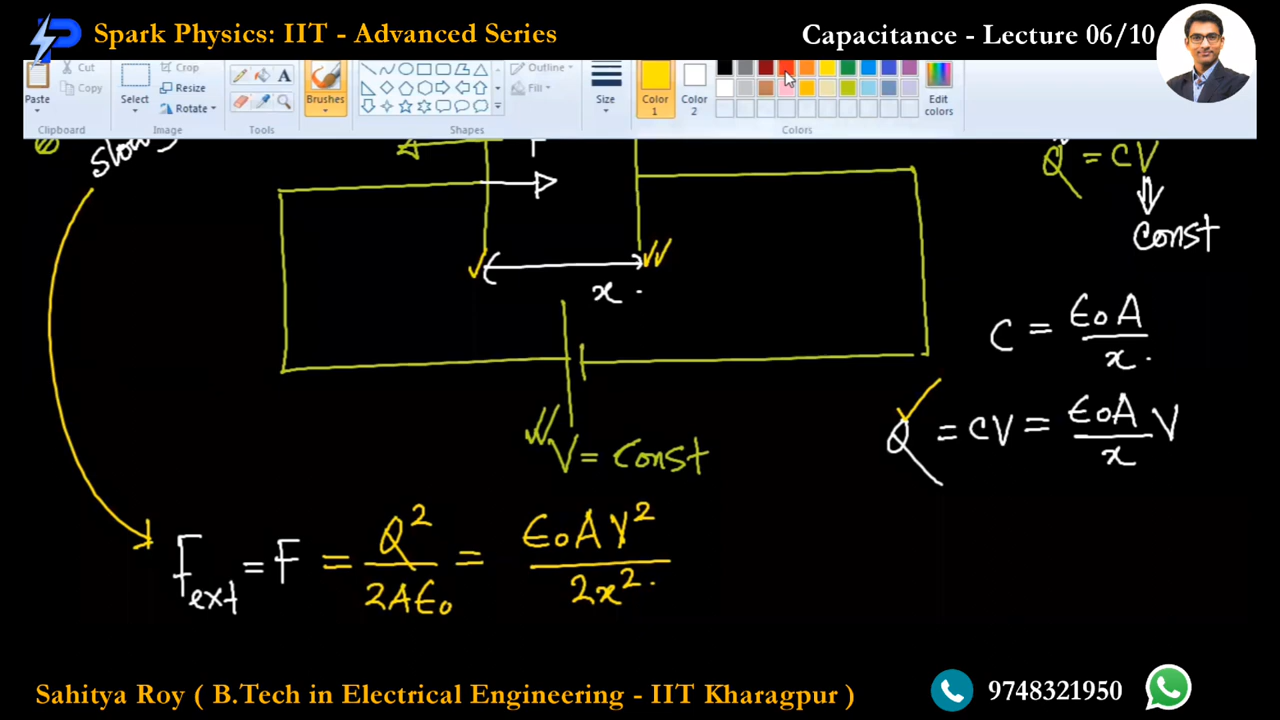 Spark Physics: IIT - Advanced Series
Capacitance - Lecture 06/10
Paste
Cut
Copy
Clipboard
Select
Crop
Resize
Rotate
Image
A
Tools
Brushes
Outline
Fill
Shapes
Size
Color 1
Color 2
Edit colors
Colors
Q = CV
const
x
C = ϵ₀A / x
Q = CV = ϵ₀A / x V
V = const
F_ext = F = Q² / 2Aϵ₀ = ϵ₀AV² / 2x²
Sahitya Roy ( B.Tech in Electrical Engineering - IIT Kharagpur )
9748321950